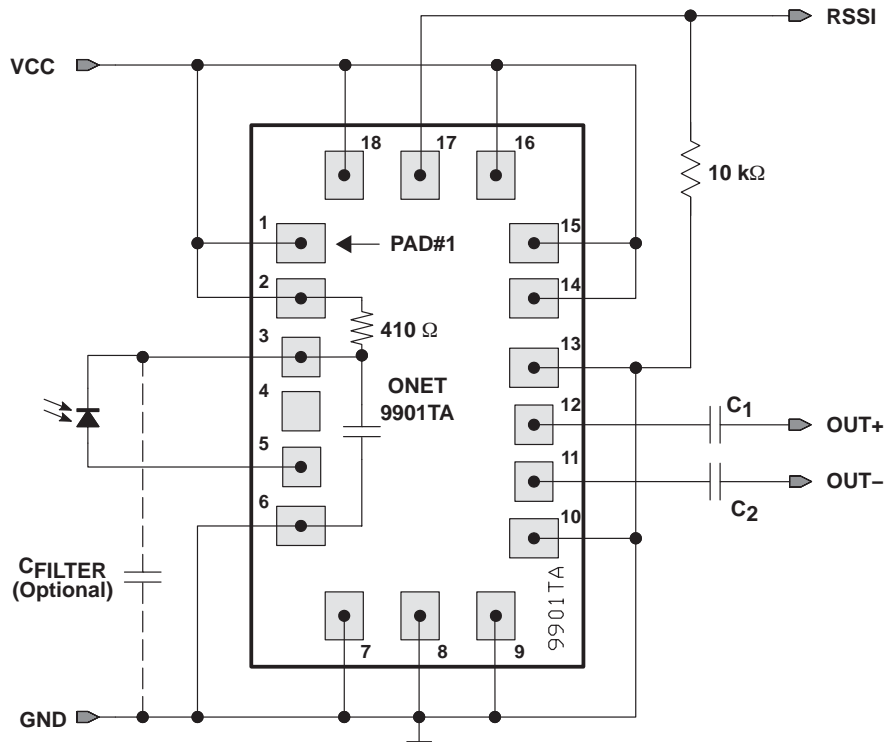 RSSI
VCC
18
17
16
10 kΩ
1
PAD#1
15
2
14
3
410 Ω
13
4
ONET
9901TA
12
C1
OUT+
5
11
OUT–
6
10
C2
CFILTER
(Optional)
9901TA
7
8
9
GND